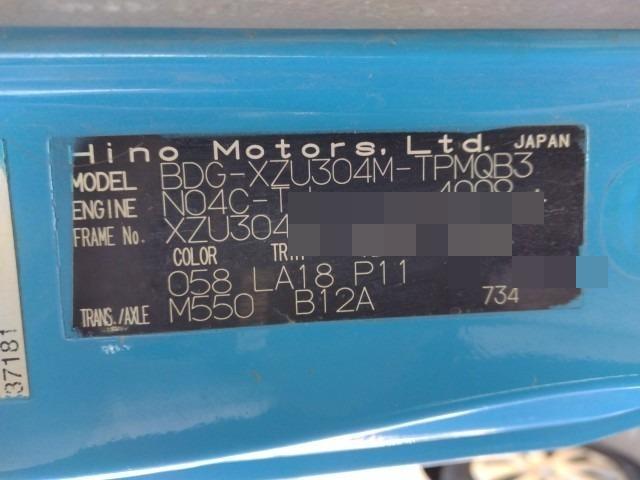 Hino Motors, Ltd. JAPAN
MODEL BDG-XZU304M-TPMQB3
ENGINE N04C-T
FRAME No. XZU304
COLOR
058 LA18 P11
TRANS./AXLE M550 B12A 734
37181